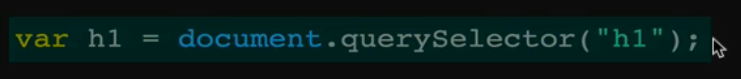 var h1 = document.querySelector("h1");